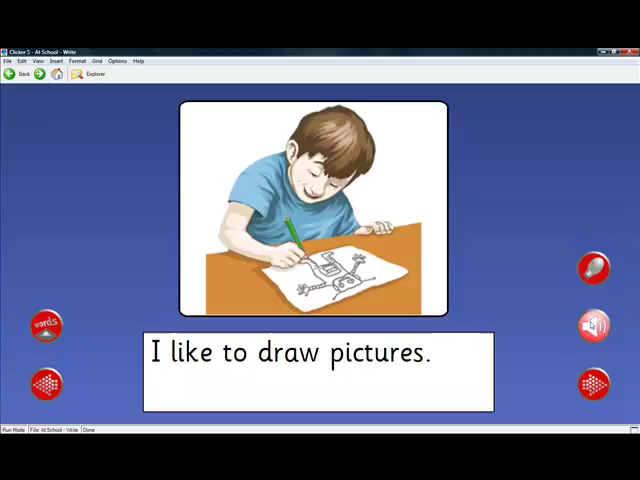 Clicker 5 - At School - Write
File Edit View Insert Format Grid Options Help
Back Explorer
words
I like to draw pictures.
Run Mode File: At School - Write Done